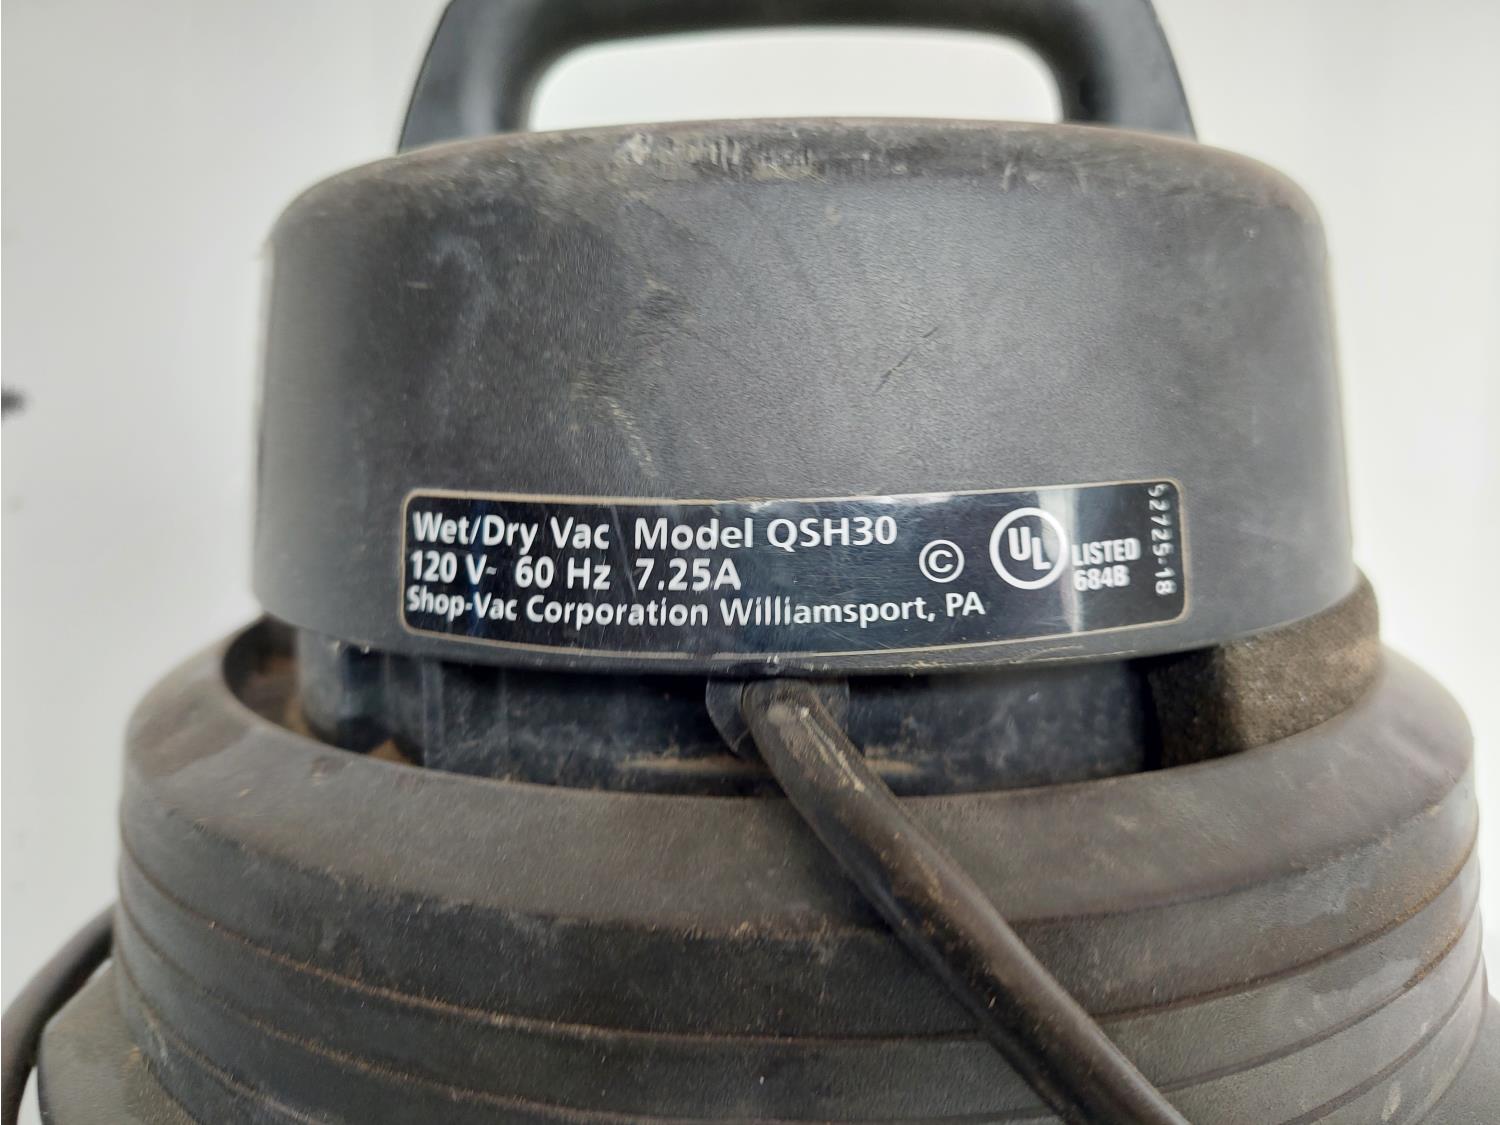 Wet/Dry Vac Model QSH30
120 V~ 60 Hz 7.25A
Shop-Vac Corporation Williamsport, PA
©
UL
LISTED
684B
52725-18